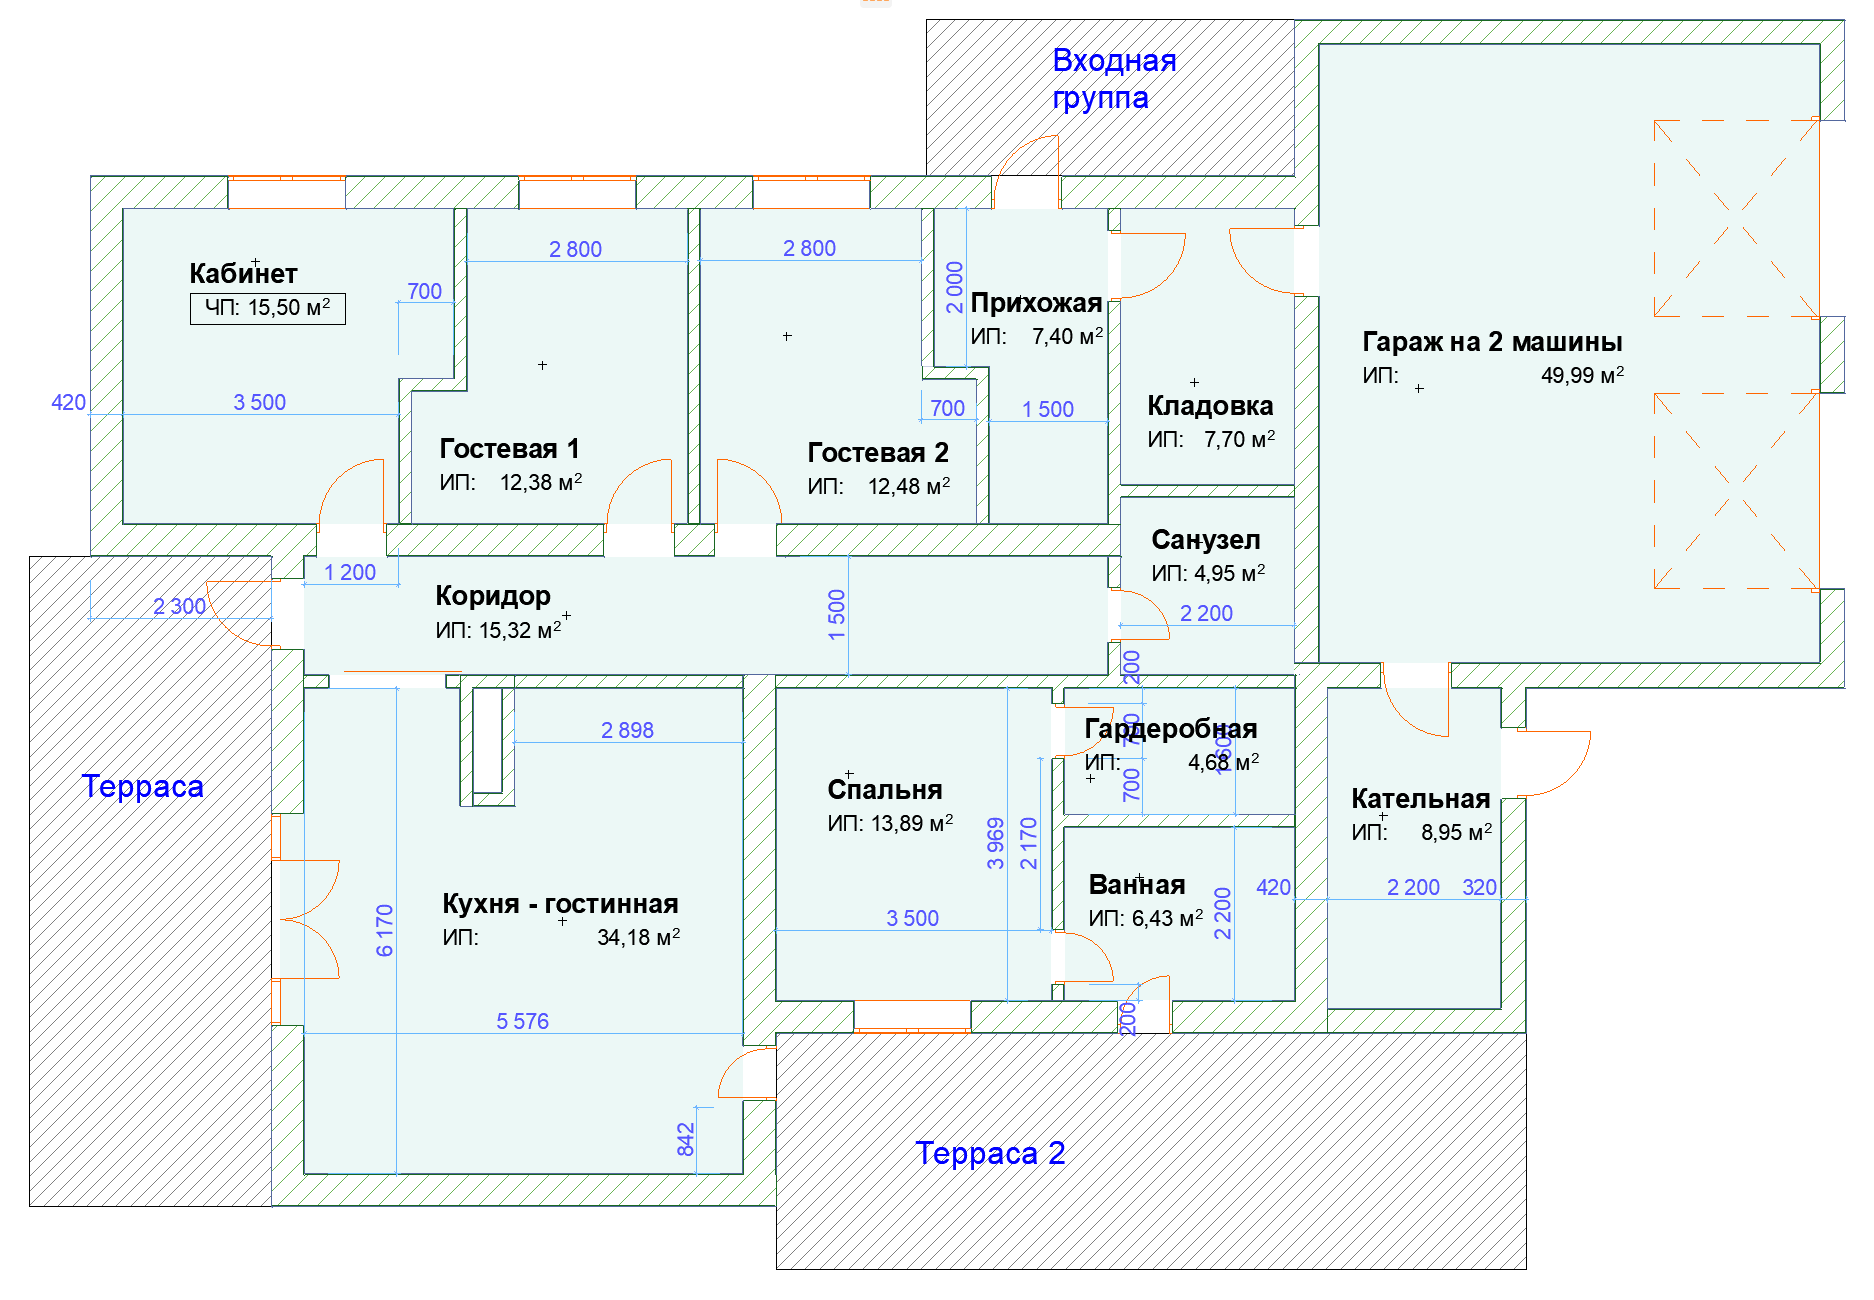 Входная
группа
2 800
2 800
Кабинет
ЧП: 15,50 м²
700
2 000
Прихожая
ИП: 7,40 м²
Гараж на 2 машины
ИП: 49,99 м²
420
3 500
700
1 500
Кладовка
ИП: 7,70 м²
Гостевая 1
ИП: 12,38 м²
Гостевая 2
ИП: 12,48 м²
Санузел
ИП: 4,95 м²
1 200
2 300
Коридор
ИП: 15,32 м²
1 500
2 200
200
2 898
Гардеробная
ИП: 4,68 м²
700
700
1 600
Терраса
Спальня
ИП: 13,89 м²
3 969
2 170
Кательная
ИП: 8,95 м²
Ванная
ИП: 6,43 м²
420
2 200
320
Кухня - гостинная
ИП: 34,18 м²
6 170
3 500
2 200
5 576
200
842
Терраса 2